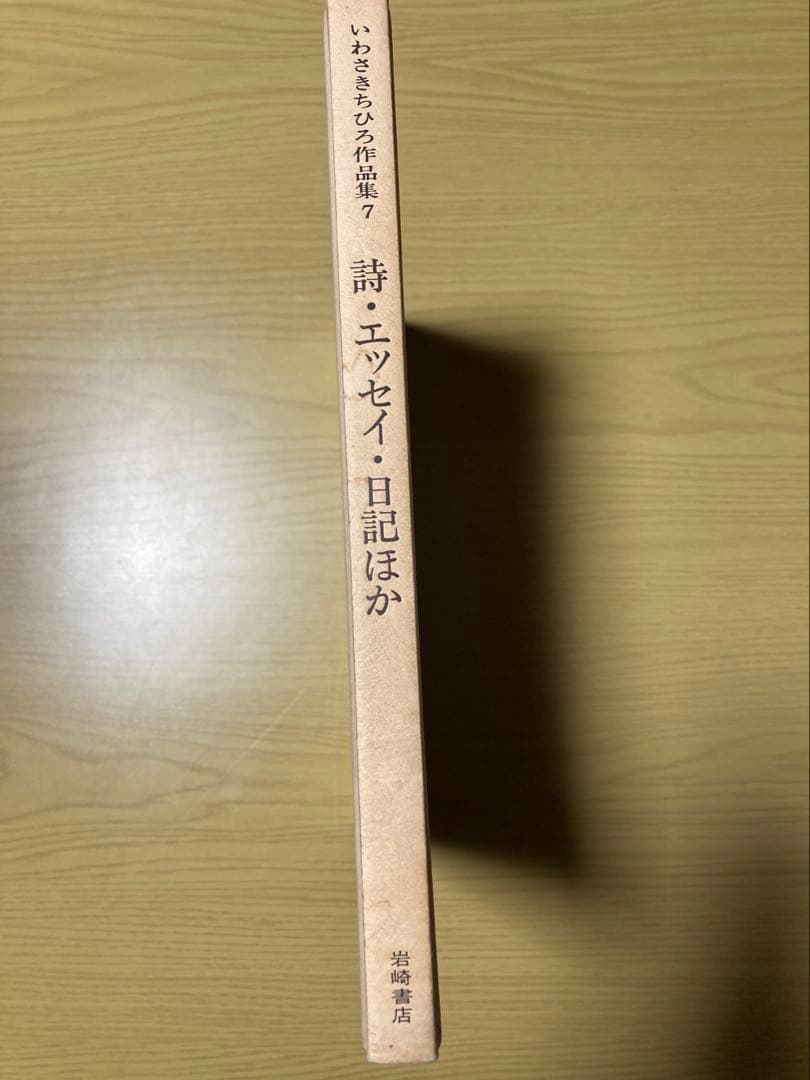 いわさきちひろ作品集7
詩・エッセイ・日記ほか
岩崎書店